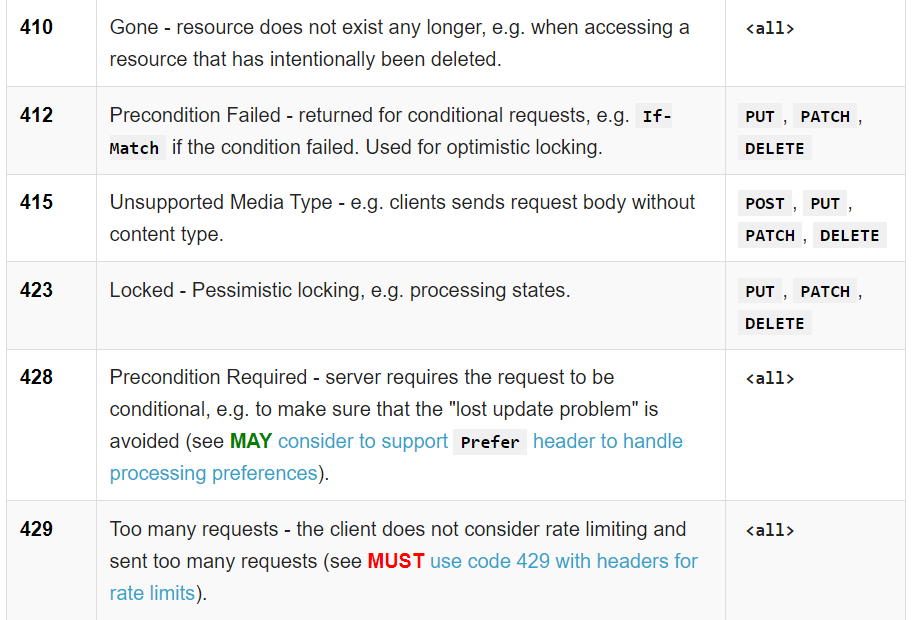 410 Gone - resource does not exist any longer, e.g. when accessing a <all>
resource that has intentionally been deleted.
412 Precondition Failed - returned for conditional requests, e.g. If- PUT , PATCH ,
Match if the condition failed. Used for optimistic locking. DELETE
415 Unsupported Media Type - e.g. clients sends request body without POST , PUT ,
content type. PATCH , DELETE
423 Locked - Pessimistic locking, e.g. processing states. PUT , PATCH ,
DELETE
428 Precondition Required - server requires the request to be <all>
conditional, e.g. to make sure that the "lost update problem" is
avoided (see MAY consider to support Prefer header to handle
processing preferences).
429 Too many requests - the client does not consider rate limiting and <all>
sent too many requests (see MUST use code 429 with headers for
rate limits).